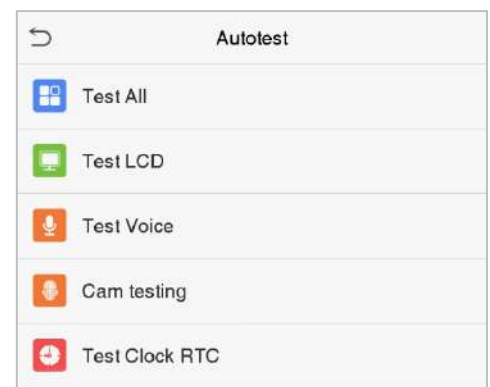 Autotest
Test All
Test LCD
Test Voice
Cam testing
Test Clock RTC